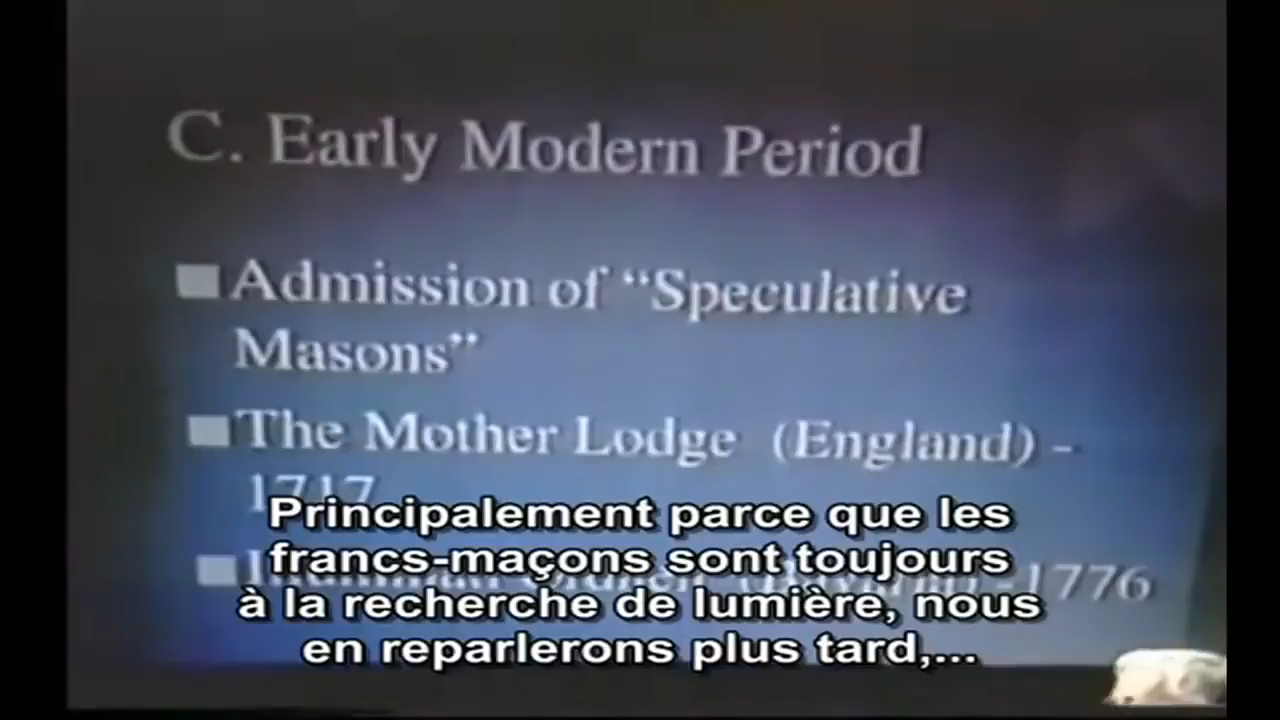 C. Early Modern Period
Admission of “Speculative
Masons”
The Mother Lodge (England) -
1717
1776
Principalement parce que les
francs-maçons sont toujours
à la recherche de lumière, nous
en reparlerons plus tard,...